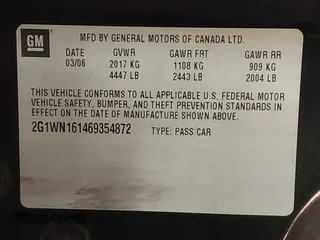 GM
MFD BY GENERAL MOTORS OF CANADA LTD.
DATE GVWR GAWR FRT GAWR RR
03/06 2017 KG 1108 KG 909 KG
4447 LB 2443 LB 2004 LB
THIS VEHICLE CONFORMS TO ALL APPLICABLE U.S. FEDERAL MOTOR
VEHICLE SAFETY, BUMPER, AND THEFT PREVENTION STANDARDS IN
EFFECT ON THE DATE OF MANUFACTURE SHOWN ABOVE.
2G1WN161469354872 TYPE: PASS CAR